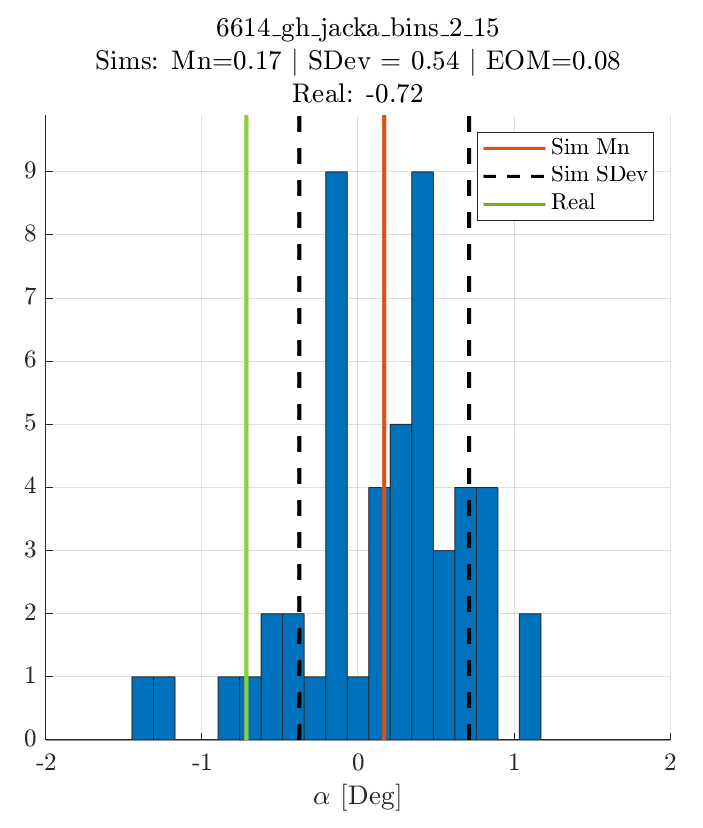 6614_gh_jacka_bins_2_15
Sims: Mn=0.17 | SDev = 0.54 | EOM=0.08
Real: -0.72
Sim Mn
Sim SDev
Real
9
8
7
6
5
4
3
2
1
0
-2 -1 0 1 2
α [Deg]